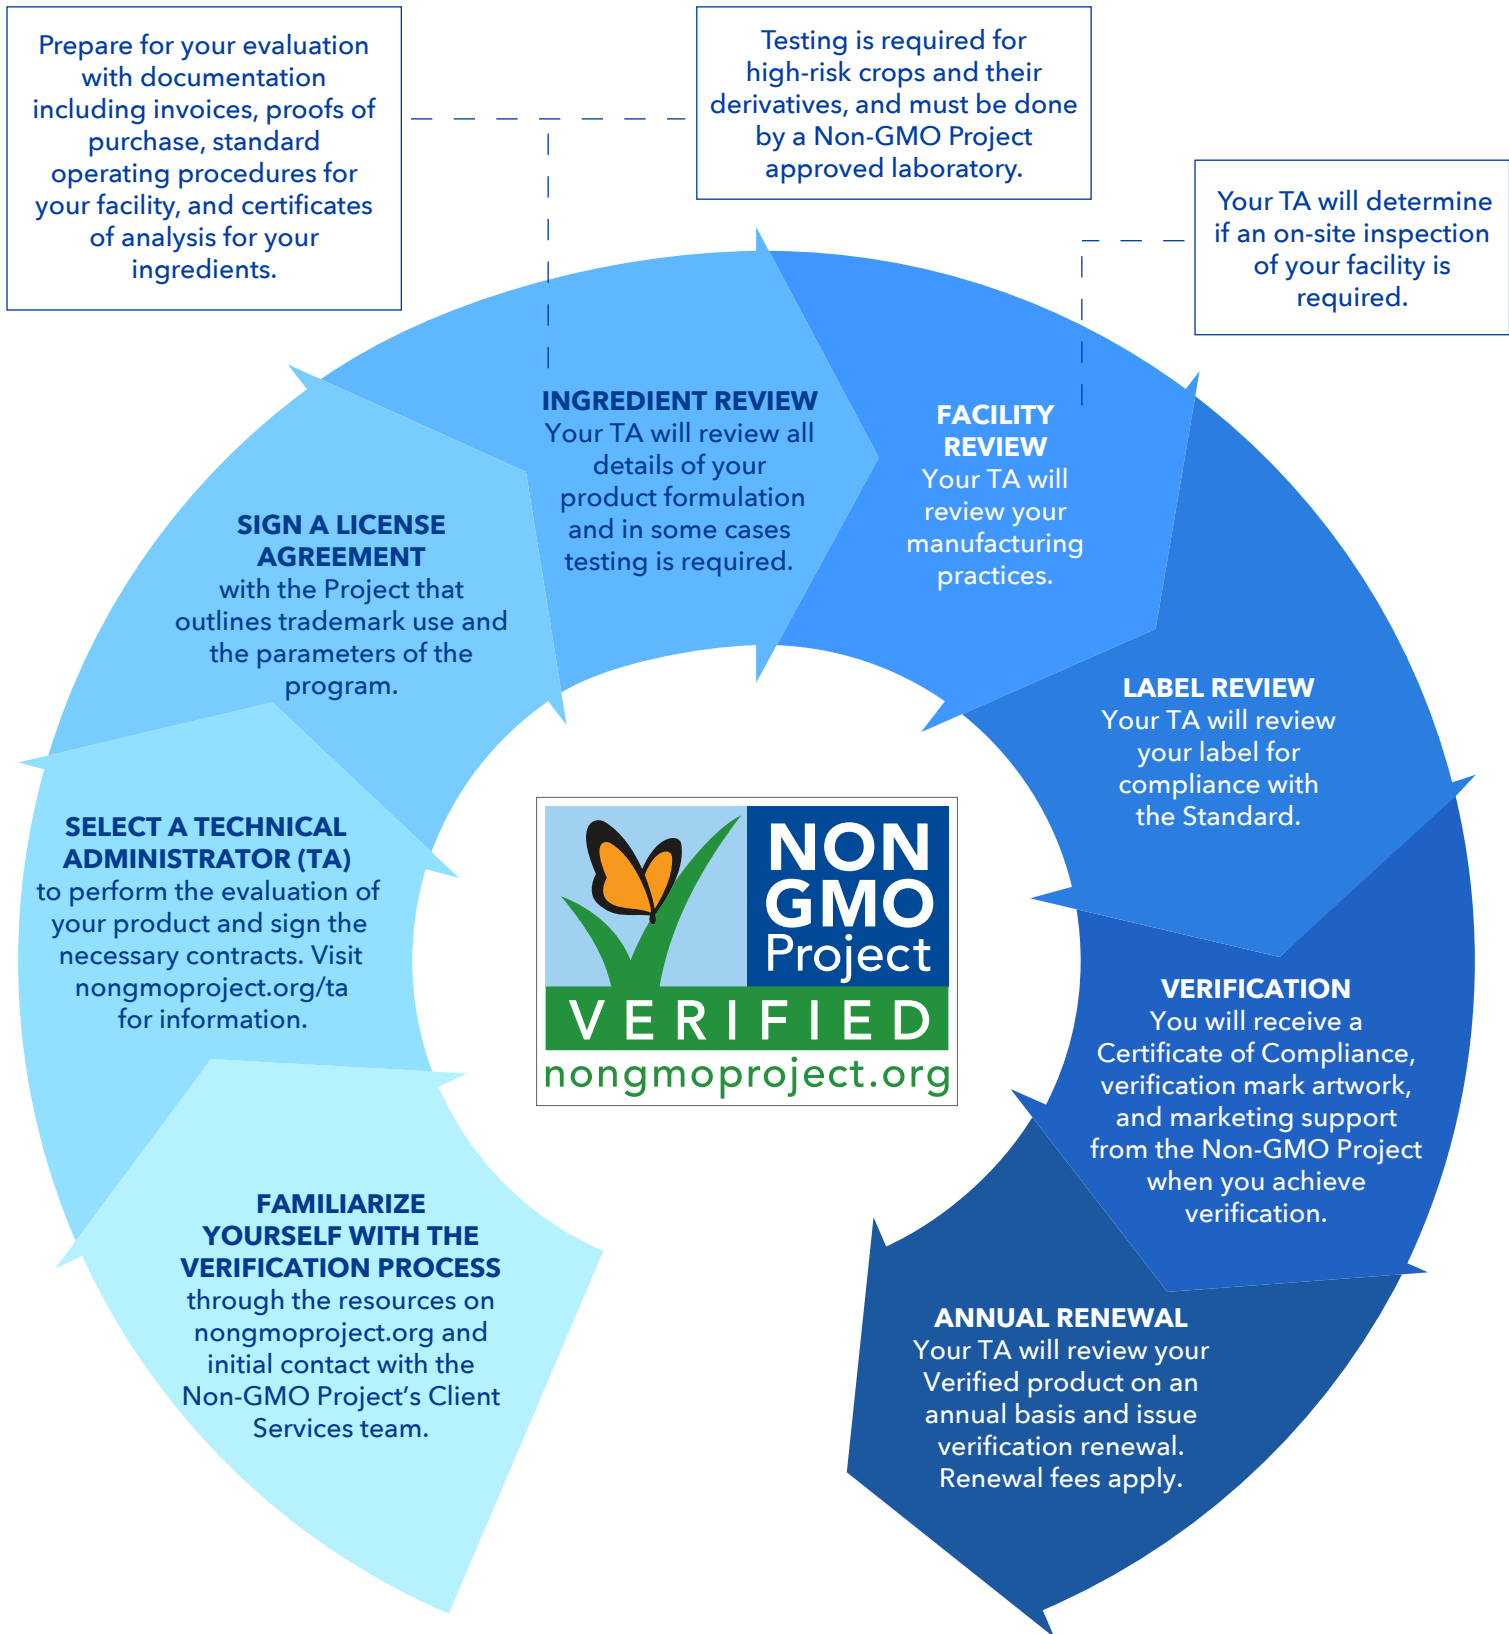 Prepare for your evaluation
with documentation
including invoices, proofs of
purchase, standard
operating procedures for
your facility, and certificates
of analysis for your
ingredients.
Testing is required for
high-risk crops and their
derivatives, and must be done
by a Non-GMO Project
approved laboratory.
Your TA will determine
if an on-site inspection
of your facility is
required.
FAMILIARIZE
YOURSELF WITH THE
VERIFICATION PROCESS
through the resources on
nongmoproject.org and
initial contact with the
Non-GMO Project’s Client
Services team.
SELECT A TECHNICAL
ADMINISTRATOR (TA)
to perform the evaluation of
your product and sign the
necessary contracts. Visit
nongmoproject.org/ta
for information.
SIGN A LICENSE
AGREEMENT
with the Project that
outlines trademark use and
the parameters of the
program.
INGREDIENT REVIEW
Your TA will review all
details of your
product formulation
and in some cases
testing is required.
FACILITY
REVIEW
Your TA will
review your
manufacturing
practices.
LABEL REVIEW
Your TA will review
your label for
compliance with
the Standard.
VERIFICATION
You will receive a
Certificate of Compliance,
verification mark artwork,
and marketing support
from the Non-GMO Project
when you achieve
verification.
ANNUAL RENEWAL
Your TA will review your
Verified product on an
annual basis and issue
verification renewal.
Renewal fees apply.
NON
GMO
Project
VERIFIED
nongmoproject.org